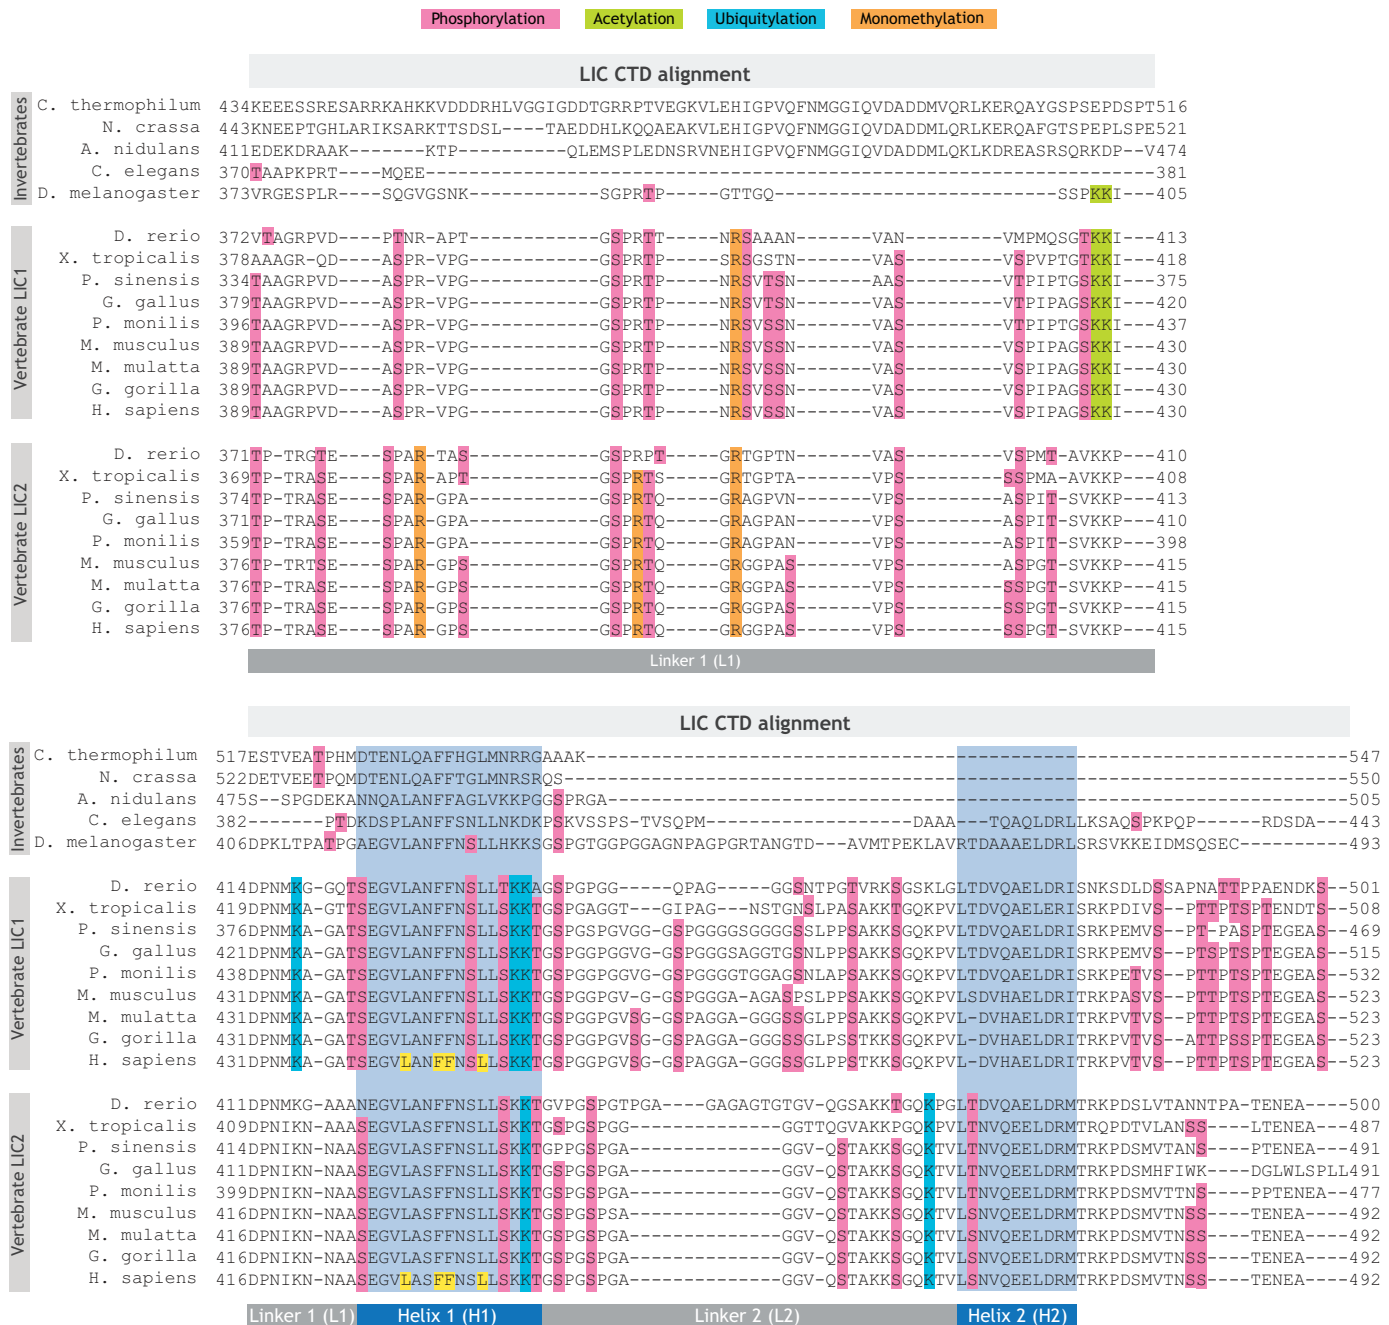 Phosphorylation Acetylation Ubiquitylation Monomethylation
LIC CTD alignment
Invertebrates
C. thermophilum 434KEEESSRESARRKAHKKVDDDRHLVGGIGDDTGRRPTVEGKVLEHIGPVQFNMGGIQVDADDMVQRLKERQAYGSPSEPDSPT516
N. crassa 443KNEEPTGHLARIKSARKTTSDSL----TAEDDHLKQQAEAKVLEHIGPVQFNMGGIQVDADDMLQRLKERQAFGTSPEPLSPE521
A. nidulans 411EDEKDRAAK-------KTP----------QLEMSPLEDNSRVNEHIGPVQFNMGGIQVDADDMLQKLKDREASRSQRKDP--V474
C. elegans 370TAAPKPRT----MQEE-------------------------------------------------------------------381
D. melanogaster 373VRGESPLR----SQGVGSNK------------SGPRTP----GTTGQ--------------------------SSPKKI---405
Vertebrate LIC1
D. rerio 372VTAGRPVD----PTNR-APT------------GSPRTT-----NRSAAAN-------VAN---------VMPMQSGTKKI---413
X. tropicalis 378AAAGR-QD----ASPR-VPG------------GSPRTP-----SRSGSTN-------VAS---------VSPVPTGTKKI---418
P. sinensis 334TAAGRPVD----ASPR-VPG------------GSPRTP-----NRSVTSN-------AAS---------VTPIPTGSKKI---375
G. gallus 379TAAGRPVD----ASPR-VPG------------GSPRTP-----NRSVTSN-------VAS---------VTPIPTGSKKI---420
P. monilis 396TAAGRPVD----ASPR-VPG------------GSPRTP-----NRSVSSN-------VAS---------VTPIPTGSKKI---437
M. musculus 389TAAGRPVD----ASPR-VPG------------GSPRTP-----NRSVSSN-------VAS---------VSPIPAGSKKI---430
M. mulatta 389TAAGRPVD----ASPR-VPG------------GSPRTP-----NRSVSSN-------VAS---------VSPIPAGSKKI---430
G. gorilla 389TAAGRPVD----ASPR-VPG------------GSPRTP-----NRSVSSN-------VAS---------VSPIPAGSKKI---430
H. sapiens 389TAAGRPVD----ASPR-VPG------------GSPRTP-----NRSVSSN-------VAS---------VSPIPAGSKKI---430
Vertebrate LIC2
D. rerio 371TP-TRGTE----SPAR-TAS-------------GSPRPT-----GRTGPTN-------VAS---------VSPMT-AVKKP---410
X. tropicalis 369TP-TRASE----SPAR-APT-------------GSPRTS-----GRTGPTA-------VPS---------SSPMA-AVKKP---408
P. sinensis 374TP-TRASE----SPAR-GPA-------------GSPRTQ-----GRAGPVN-------VPS---------ASPIT-SVKKP---413
G. gallus 371TP-TRASE----SPAR-GPA-------------GSPRTQ-----GRAGPAN-------VPS---------ASPIT-SVKKP---410
P. monilis 359TP-TRASE----SPAR-GPA-------------GSPRTQ-----GRAGPAN-------VPS---------ASPIT-SVKKP---398
M. musculus 376TP-TRTSE----SPAR-GPS-------------GSPRTQ-----GRGGPAS-------VPS---------ASPGT-SVKKP---415
M. mulatta 376TP-TRASE----SPAR-GPS-------------GSPRTQ-----GRGGPAS-------VPS---------SSPGT-SVKKP---415
G. gorilla 376TP-TRASE----SPAR-GPS-------------GSPRTQ-----GRGGPAS-------VPS---------SSPGT-SVKKP---415
H. sapiens 376TP-TRASE----SPAR-GPS-------------GSPRTQ-----GRGGPAS-------VPS---------SSPGT-SVKKP---415
Linker 1 (L1)
LIC CTD alignment
Invertebrates
C. thermophilum 517ESTVEATPHMDTENLQAFFHGLMNRRGAAAK----------------------------------------------------------------------547
N. crassa 522DETVEETPQMDTENLQAFFTGLMNRSRQS------------------------------------------------------------------------550
A. nidulans 475S--SPGDEKANNQALANFFAGLVKKPGGSPRGA--------------------------------------------------------------------505
C. elegans 382-------PTDKDSPLANFFSNLLNKDKPSKVSSPS-TVSQPM-------------------DAAA---TQAQLDRLLKSAQSPKPQP------RDSDA---443
D. melanogaster 406DPKLTPATPGAEGVLANFFNSLLHKKSGSPGTGGPGGAGNPAGPGRTANGTD---AVMTPEKLAVRTDAAAELDRLSRSVKKEIDMSQSEC----------493
Vertebrate LIC1
D. rerio 414DPNMKG-GQTSEGVLANFFNSLLTKKAGSPGPGG-----QPAG-----GGSNTPGTVRKSGSKLGLTDVQAELDRISNKSDLDSSAPNATTPPAENDKS--501
X. tropicalis 419DPNMKA-GTTSEGVLANFFNSLLSKKTGSPGAGGT----GIPAG---NSTGNSLPASAKKTGQKPVLTDVQAELERISRKPDIVS---PTTPTSPTENDTS--508
P. sinensis 376DPNMKA-GATSEGVLANFFNSLLSKKTGSPGSPGVGG-GSPGGGGSGGGGSSLPPSAKKSGQKPVLTDVQAELDRISRKPEMVS---PT-PASPTEGEAS--469
G. gallus 421DPNMKA-GATSEGVLANFFNSLLSKKTGSPGGPGGVG-GSPGGGSAGGTGSNLPPSAKKSGQKPVLTDVQAELDRISRKPEMVS---PTSPTSPTEGEAS--515
P. monilis 438DPNMKA-GATSEGVLANFFNSLLSKKTGSPGGPGGVG-GSPGGGGTGGAGSNLAPSAKKSGQKPVLTDVQAELDRISRKPETVS---PTTPTSPTEGEAS--532
M. musculus 431DPNMKA-GATSEGVLANFFNSLLSKKTGSPGGPGV-G-GSPGGGA-AGASPSLPPSAKKSGQKPVLSDVHAELDRITRKPASVS---PTTPTSPTEGEAS--523
M. mulatta 431DPNMKA-GATSEGVLANFFNSLLSKKTGSPGGPGVSG-GSPAGGA-GGGSSGLPPSAKKSGQKPVL-DVHAELDRITRKPVTVS---PTTPTSPTEGEAS--523
G. gorilla 431DPNMKA-GATSEGVLANFFNSLLSKKTGSPGGPGVSG-GSPAGGA-GGGSSGLPSSTKKSGQKPVL-DVHAELDRITRKPVTVS---ATTPTSPTEGEAS--523
H. sapiens 431DPNMKA-GATSEGVLANFFNSLLSKKTGSPGGPGVSG-GSPAGGA-GGGSSGLPPSTKKSGQKPVL-DVHAELDRITRKPVTVS---PTTPTSPTEGEAS--523
Vertebrate LIC2
D. rerio 411DPNMKG-AAANEGVLANFFNSLLSKKTGVPGSPGTPGA----GAGAGTGTGV-QGSAKKTGQKPGLTDVQAELDRMTRKPDSLVTANNTPA-TENEA----500
X. tropicalis 409DPNIKN-AAASEGVLANFFNSLLSKKTGSPGSPGG------------GGTTQGVAKKPGQKVLTNVQAELDRMTRQPDTVLANSS----LTENEA----487
P. sinensis 414DPNIKN-NAASEGVLASFFNSLLSKKTGPPGSPGA------------GGV-QSTAKKSGQKTVLTNVQEELDRMTRKPDSMVTANS----PTENEA----491
G. gallus 411DPNIKN-NAASEGVLASFFNSLLSKKTGSPGSPGA------------GGV-QSTAKKSGQKTVLTNVQEELDRMTRKPDSMHFIWK----DGLWLSPLL491
P. monilis 399DPNIKN-NAASEGVLASFFNSLLSKKTGSPGSPGA------------GGV-QSTAKKSGQKTVLTNVQEELDRMTRKPDSMVTTNS----PPTENEA----477
M. musculus 416DPNIKN-NAASEGVLASFFNSLLSKKTGSPGSPSA------------GGV-QSTAKKSGQKTVLSNVQEELDRMTRKPDSMVTNSS----TENEA----492
M. mulatta 416DPNIKN-NAASEGVLASFFNSLLSKKTGSPGSPGA------------GGV-QSTAKKSGQKTVLSNVQEELDRMTRKPDSMVTNSS----TENEA----492
G. gorilla 416DPNIKN-NAASEGVLASFFNSLLSKKTGSPGSPGA------------GGV-QSTAKKSGQKTVLSNVQEELDRMTRKPDSMVTNSS----TENEA----492
H. sapiens 416DPNIKN-NAASEGVLASFFNSLLSKKTGSPGSPGA------------GGV-QSTAKKSGQKTVLSNVQEELDRMTRKPDSMVTNSS----TENEA----492
Linker 1 (L1) Helix 1 (H1) Linker 2 (L2) Helix 2 (H2)